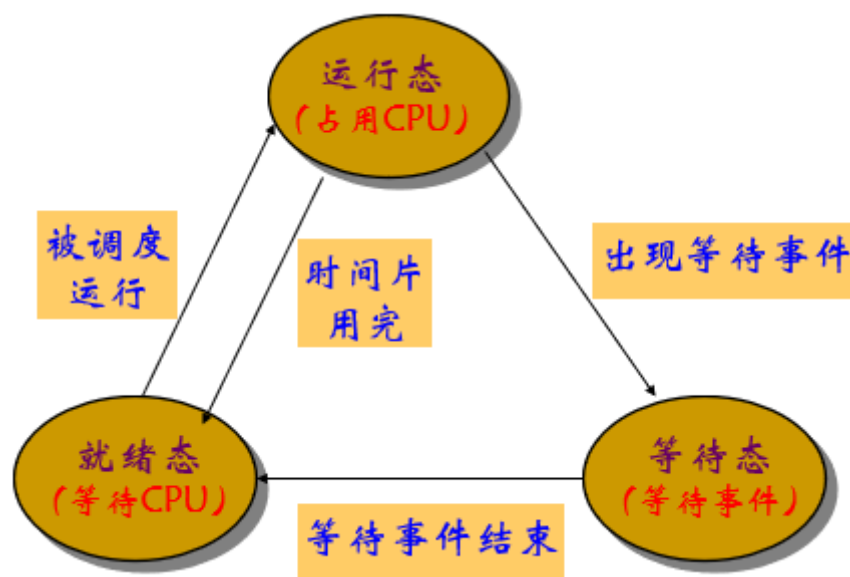 运行态
(占用CPU)
被调度
运行
时间片
用完
出现等待事件
就绪态
(等待CPU)
等待态
(等待事件)
等待事件结束